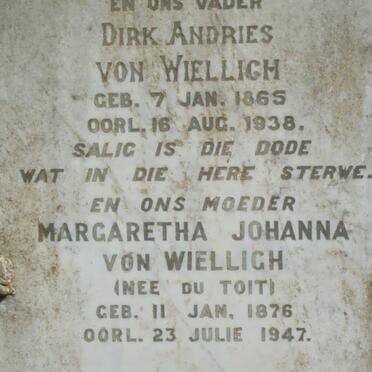 EN ONS VADER
DIRK ANDRIES
VON WIELLIGH
GEB. 7 JAN. 1865
OORL. 16 AUG. 1938.
SALIG IS DIE DODE
WAT IN DIE HERE STERWE.
EN ONS MOEDER
MARGARETHA JOHANNA
VON WIELLIGH
(NEE DU TOIT)
GEB. 11 JAN, 1876
OORL. 23 JULIE 1947.